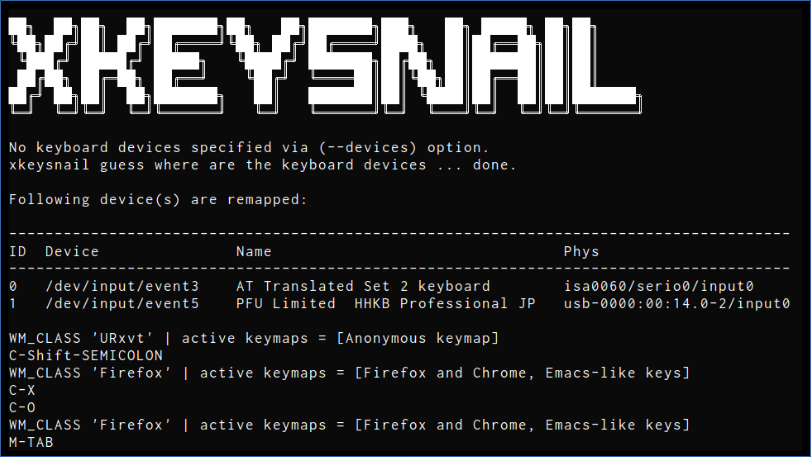 XKEYSNAIL
No keyboard devices specified via (--devices) option.
xkeysnail guess where are the keyboard devices ... done.
Following device(s) are remapped:
--------------------------------------------------------------------------------------
ID  Device               Name                                Phys
--------------------------------------------------------------------------------------
0   /dev/input/event3    AT Translated Set 2 keyboard        isa0060/serio0/input0
1   /dev/input/event5    PFU Limited  HHKB Professional JP   usb-0000:00:14.0-2/input0
WM_CLASS 'URxvt' | active keymaps = [Anonymous keymap]
C-Shift-SEMICOLON
WM_CLASS 'Firefox' | active keymaps = [Firefox and Chrome, Emacs-like keys]
C-X
C-O
WM_CLASS 'Firefox' | active keymaps = [Firefox and Chrome, Emacs-like keys]
M-TAB